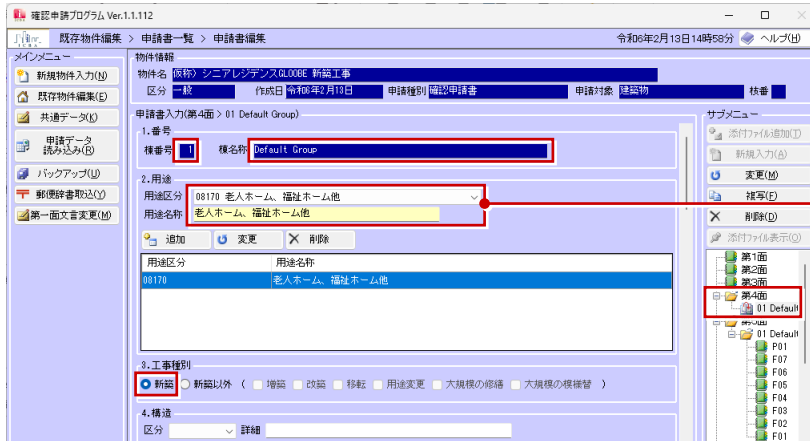 確認申請プログラム Ver.1.1.112
既存物件編集 > 申請書一覧 > 申請書編集
令和6年2月13日14時58分 ヘルプ(H)
メインメニュー
新規物件入力(N)
既存物件編集(E)
共通データ(K)
申請データ
読み込み(R)
バックアップ(U)
郵便辞書取込(Y)
第一面文言変更(M)
物件情報
物件名 仮称) シニアレジデンスGLOOBE 新築工事
区分 一般 作成日 令和6年2月13日 申請種別 確認申請書 申請対象 建築物 枝番
申請書入力(第4面 > 01 Default Group)
1.番号
棟番号 1 棟名称 Default Group
2.用途
用途区分 08170 老人ホーム、福祉ホーム他
用途名称 老人ホーム、福祉ホーム他
追加 変更 削除
用途区分 用途名称
08170 老人ホーム、福祉ホーム他
3.工事種別
新築 新築以外 ( 増築 改築 移転 用途変更 大規模の修繕 大規模の模様替 )
4.構造
区分 詳細
サブメニュー
添付ファイル追加(T)
新規入力(A)
変更(M)
複写(F)
削除(D)
添付ファイル表示(O)
第1面
第2面
第3面
第4面
01 Default
第5面
01 Default
P01
F07
F06
F05
F04
F03
F02
F01